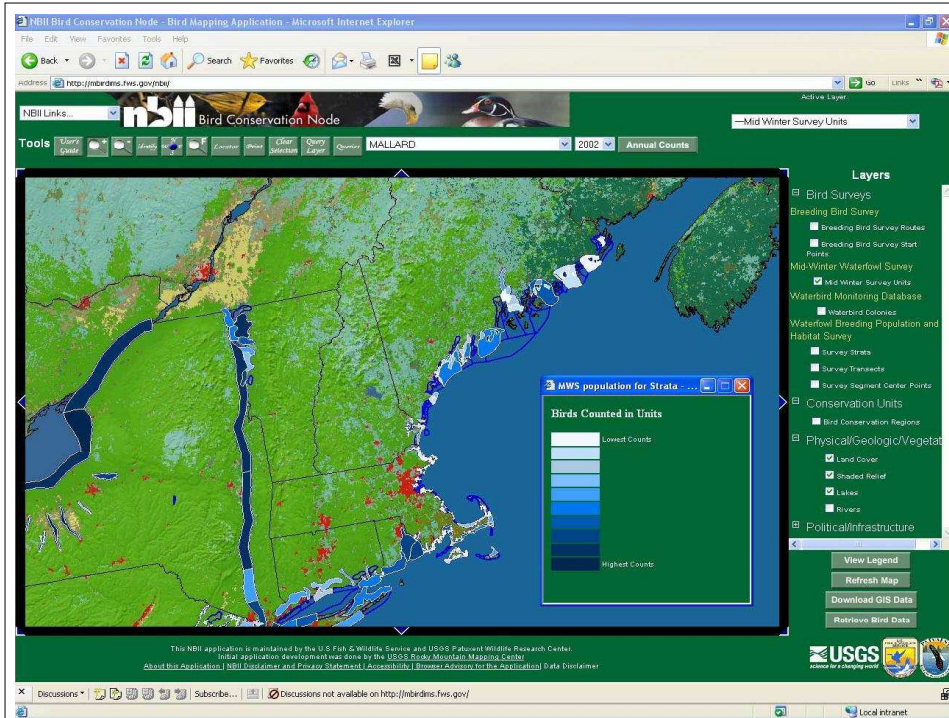 NBII Bird Conservation Node - Bird Mapping Application - Microsoft Internet Explorer
File Edit View Favorites Tools Help
Back Search Favorites
Address http://mbirdims.fws.gov/nbii/ Go Links
NBII Links... nbii Bird Conservation Node
Active Layer
—Mid Winter Survey Units
Tools User's Guide Identify Locator Print Clear Selection Query Layer Queries MALLARD 2002 Annual Counts
Layers
Bird Surveys
Breeding Bird Survey
Breeding Bird Survey Routes
Breeding Bird Survey Start
Points
Mid-Winter Waterfowl Survey
Mid Winter Survey Units
Waterbird Monitoring Database
Waterbird Colonies
Waterfowl Breeding Population and
Habitat Survey
Survey Strata
Survey Transects
Survey Segment Center Points
Conservation Units
Bird Conservation Regions
Physical/Geologic/Vegetat
Land Cover
Shaded Relief
Lakes
Rivers
Political/Infrastructure
MWS population for Strata - ...
Birds Counted in Units
Lowest Counts
Highest Counts
View Legend
Refresh Map
Download GIS Data
Retrieve Bird Data
This NBII application is maintained by the U.S Fish & Wildlife Service and USGS Patuxent Wildlife Research Center.
Initial application development was done by the USGS Rocky Mountain Mapping Center
About this Application | NBII Disclaimer and Privacy Statement | Accessibility | Browser Advisory for the Application| Data Disclaimer
USGS
science for a changing world
Discussions Subscribe... Discussions not available on http://mbirdims.fws.gov/
Local intranet